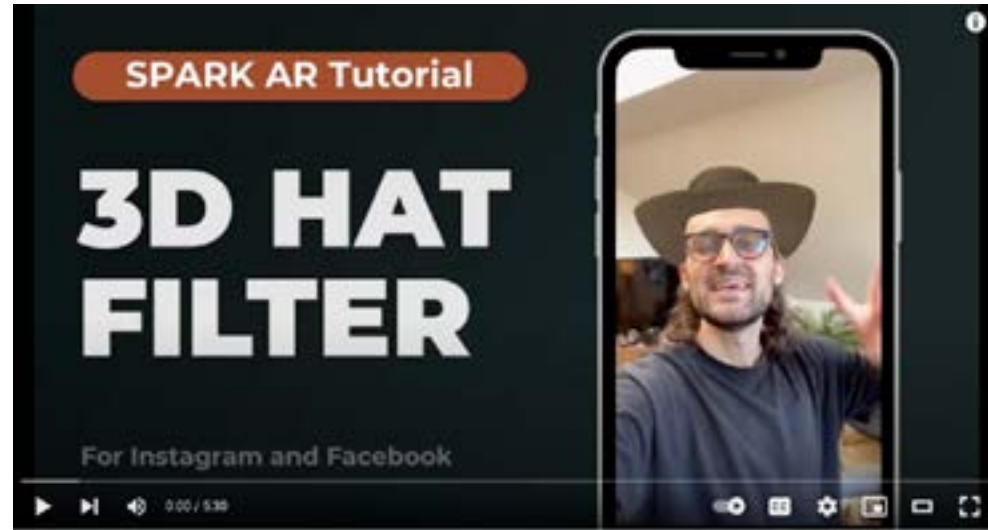 SPARK AR Tutorial
3D HAT
FILTER
For Instagram and Facebook
0:00 / 5:30